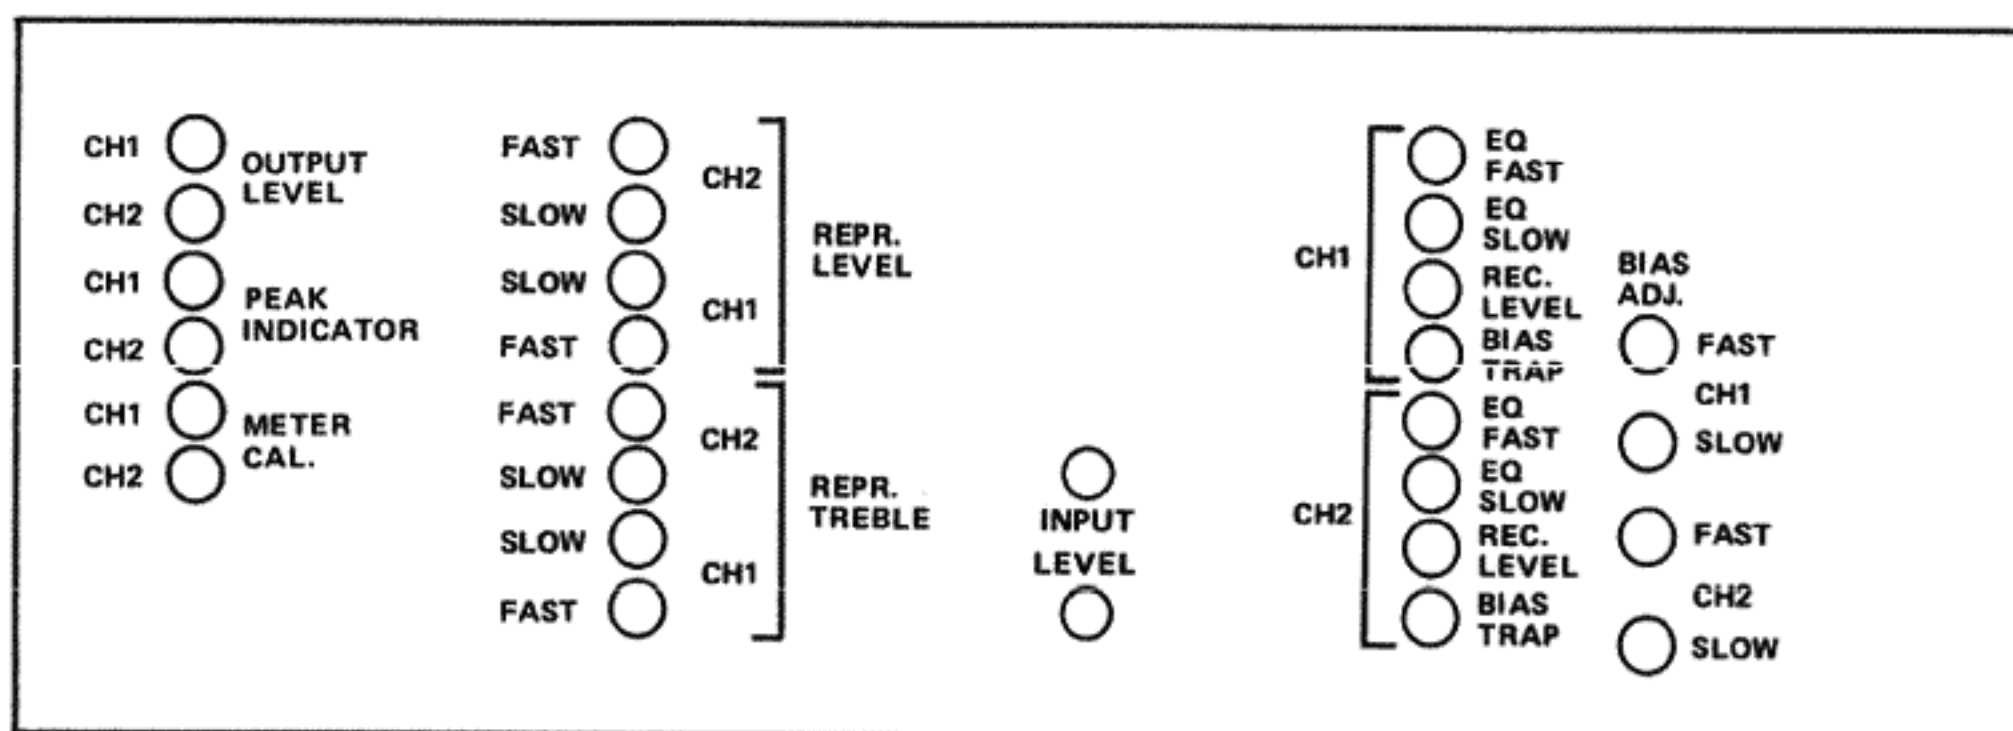 CH1
OUTPUT
LEVEL
CH2
CH1
PEAK
INDICATOR
CH2
CH1
METER
CAL.
CH2
FAST
CH2
SLOW
REPR.
LEVEL
SLOW
CH1
FAST
FAST
CH2
SLOW
REPR.
TREBLE
SLOW
CH1
FAST
INPUT
LEVEL
CH1
EQ
FAST
EQ
SLOW
REC.
LEVEL
BIAS
TRAP
CH2
EQ
FAST
EQ
SLOW
REC.
LEVEL
BIAS
TRAP
BIAS
ADJ.
FAST
CH1
SLOW
FAST
CH2
SLOW